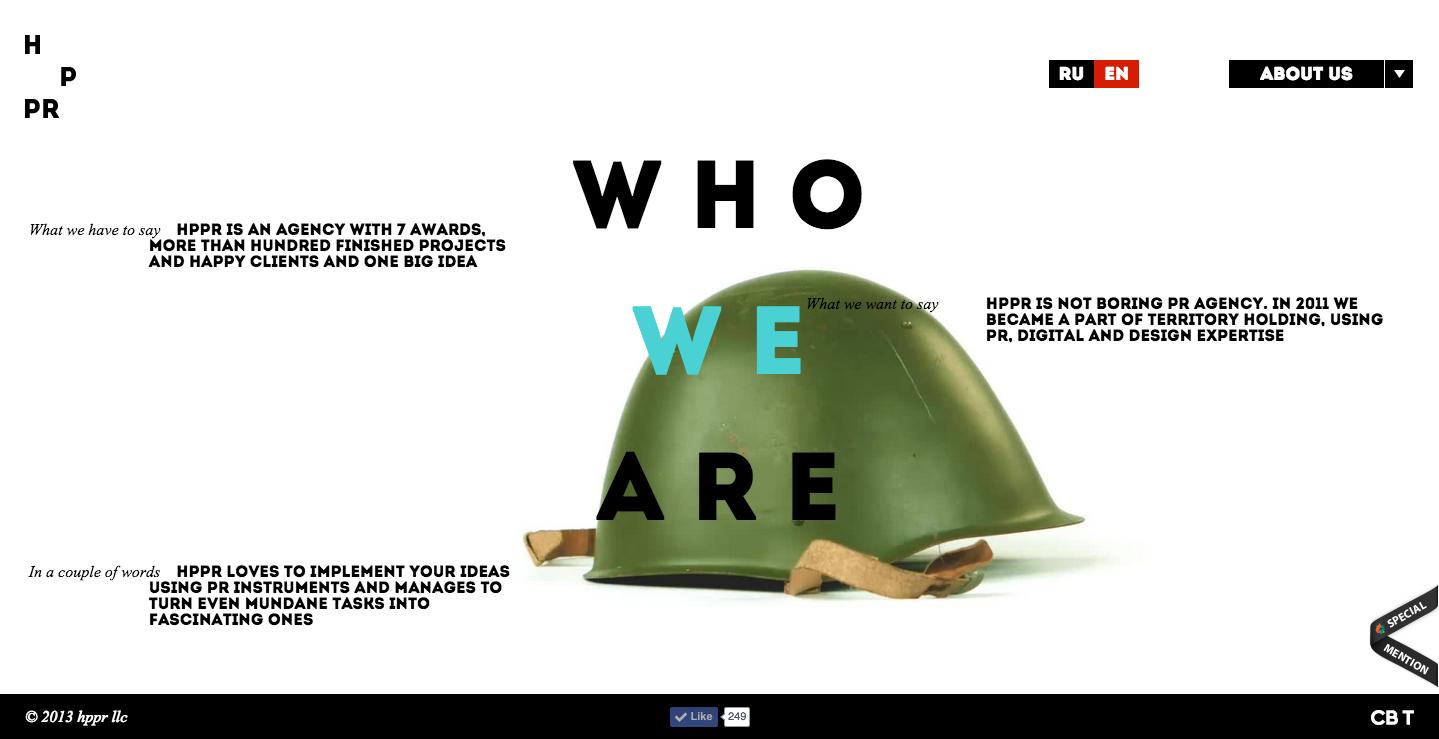 H
P
PR
RU EN
ABOUT US
WHO
What we have to say HPPR IS AN AGENCY WITH 7 AWARDS,
MORE THAN HUNDRED FINISHED PROJECTS
AND HAPPY CLIENTS AND ONE BIG IDEA
WE
What we want to say HPPR IS NOT BORING PR AGENCY. IN 2011 WE
BECAME A PART OF TERRITORY HOLDING, USING
PR, DIGITAL AND DESIGN EXPERTISE
ARE
In a couple of words HPPR LOVES TO IMPLEMENT YOUR IDEAS
USING PR INSTRUMENTS AND MANAGES TO
TURN EVEN MUNDANE TASKS INTO
FASCINATING ONES
SPECIAL
MENTION
© 2013 hppr llc
Like 249
CBT